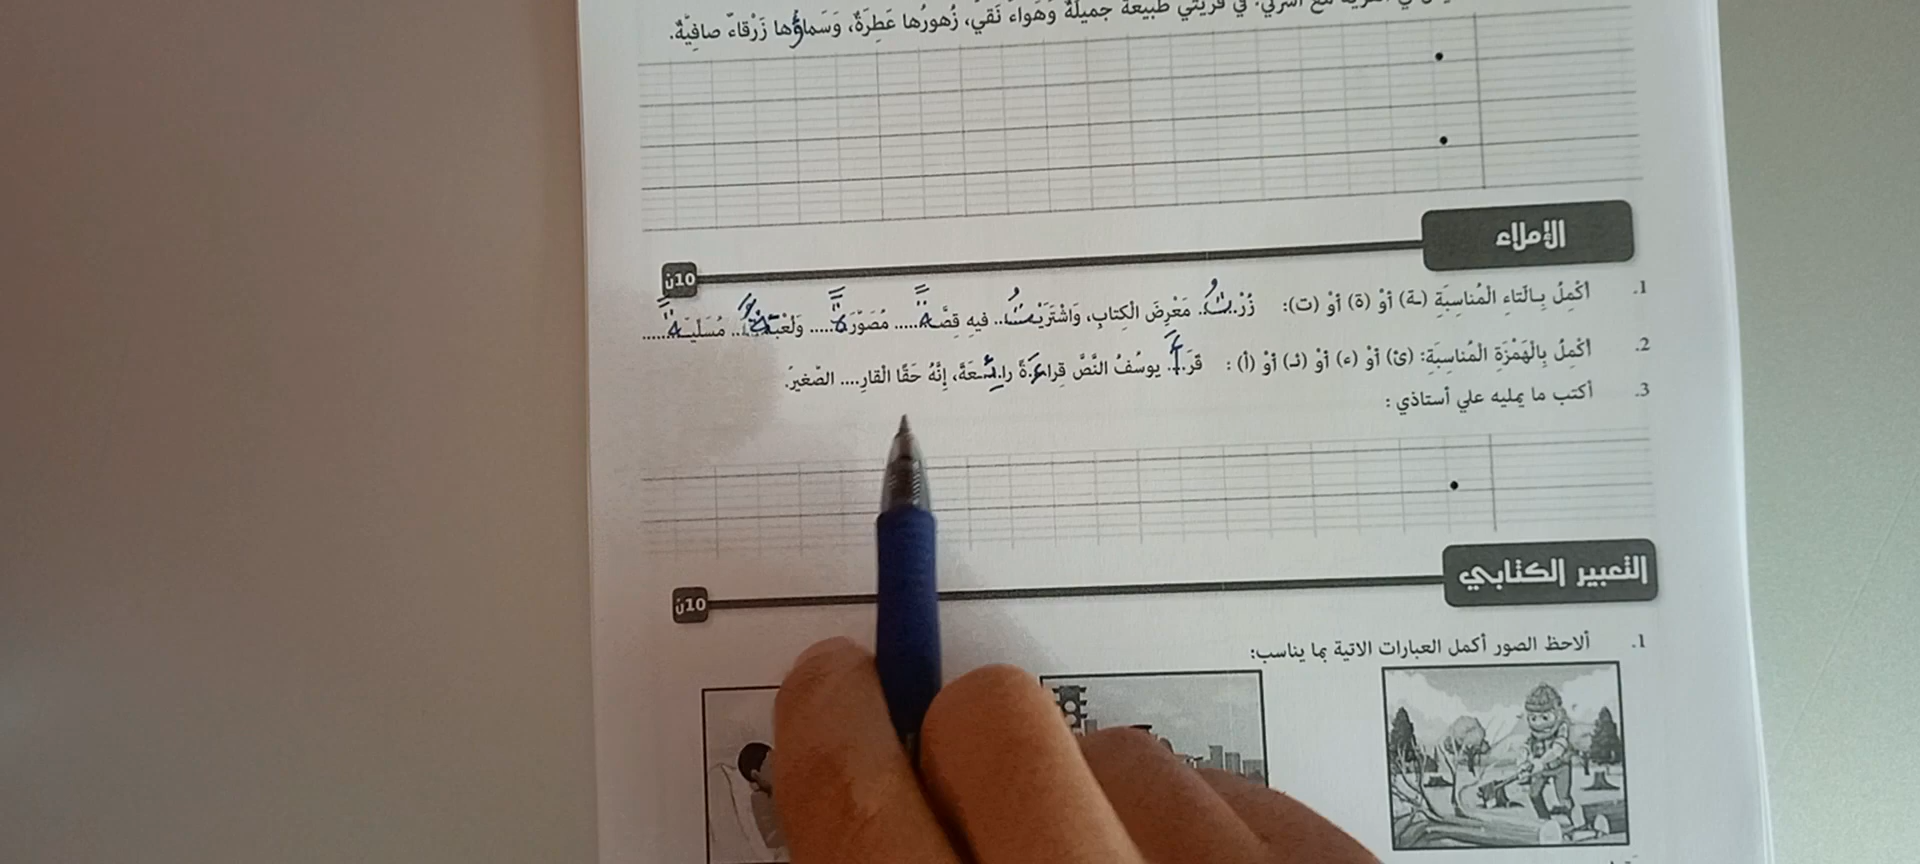 في قريتي طبيعة جميلة وهواء نقي، زهورها عطرة، وسماؤها زرقاء صافية.
الإملاء
10ن
1. أكمل بالتاء المناسبة (ـة) أو (ة) أو (ت): زرت معرض الكتاب، واشتريت.. فيه قصة..... مصورة..... ولعبة... مسلية......
2. أكمل بالهمزة المناسبة: (ئ) أو (ء) أو (ئـ) أو (أ) : قرأ. يوسف النص قراءة رائعة، إنه حقا القار.... الصغير.
3. أكتب ما يمليه علي أستاذي :
التعبير الكتابي
10ن
1. ألاحظ الصور أكمل العبارات الاتية بما يناسب: